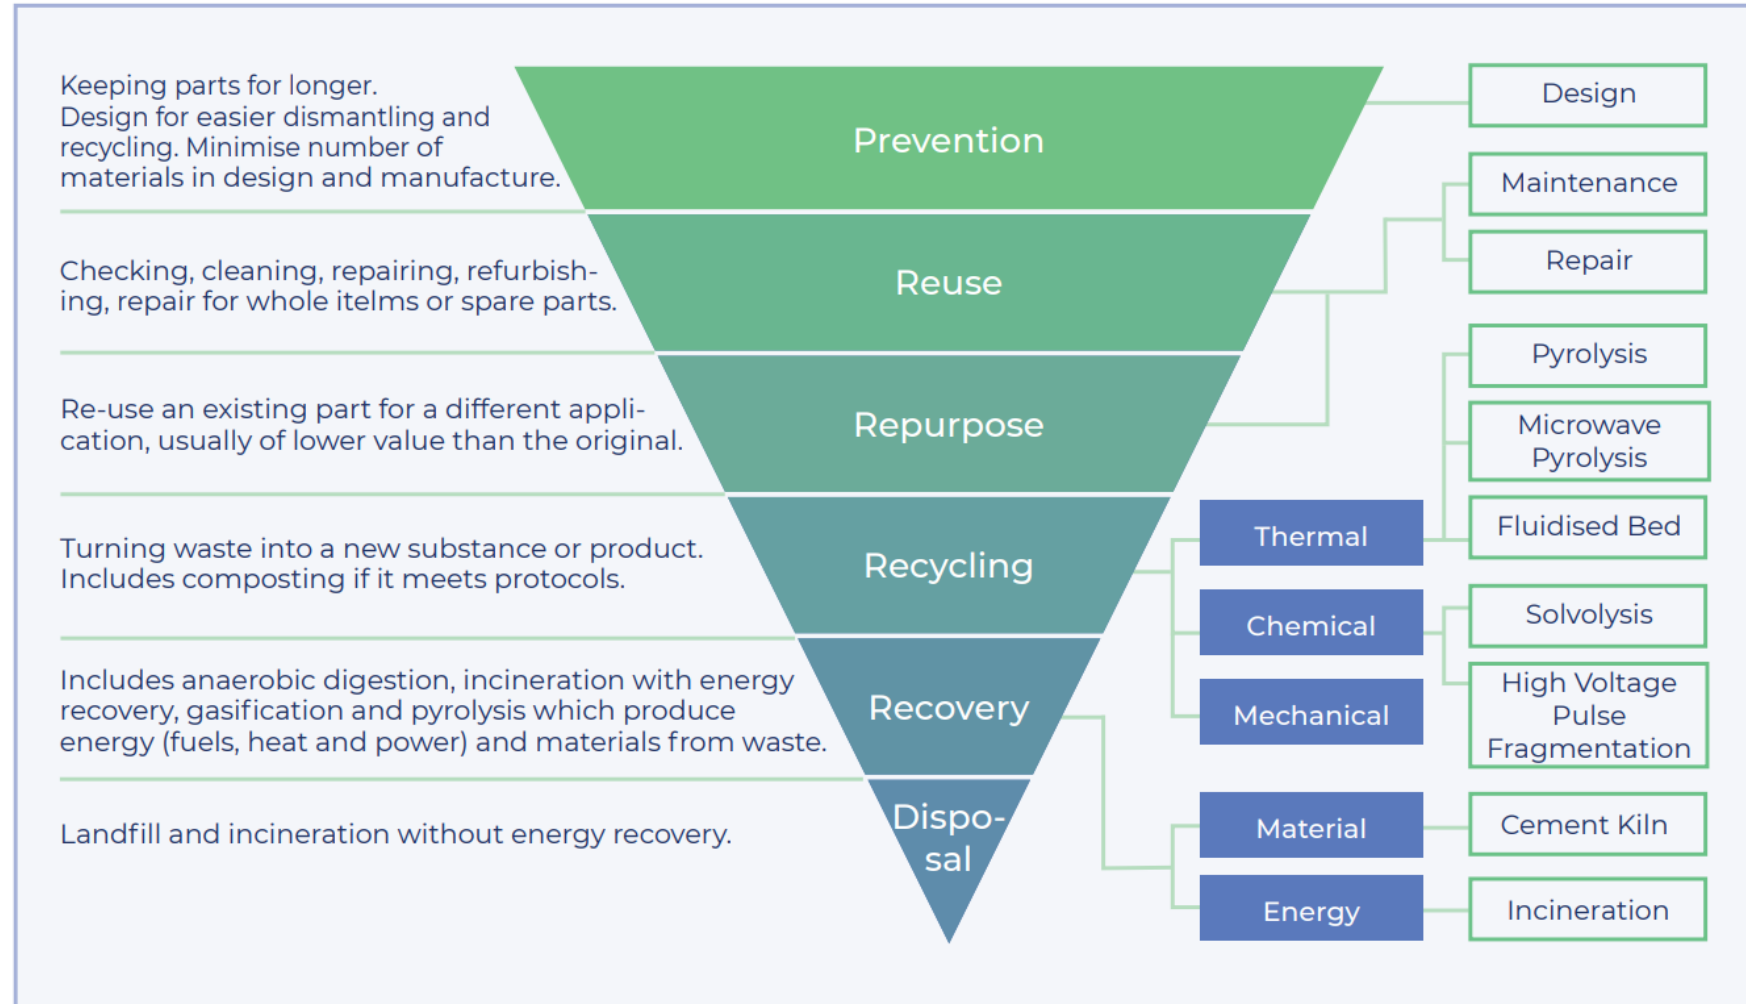 Keeping parts for longer.
Design for easier dismantling and
recycling. Minimise number of
materials in design and manufacture.
Prevention
Design
Maintenance
Repair
Checking, cleaning, repairing, refurbish-
ing, repair for whole itelms or spare parts.
Reuse
Re-use an existing part for a different appli-
cation, usually of lower value than the original.
Repurpose
Turning waste into a new substance or product.
Includes composting if it meets protocols.
Recycling
Thermal
Pyrolysis
Microwave
Pyrolysis
Fluidised Bed
Chemical
Solvolysis
High Voltage
Pulse
Fragmentation
Mechanical
Includes anaerobic digestion, incineration with energy
recovery, gasification and pyrolysis which produce
energy (fuels, heat and power) and materials from waste.
Recovery
Material
Cement Kiln
Energy
Incineration
Landfill and incineration without energy recovery.
Dispo-
sal